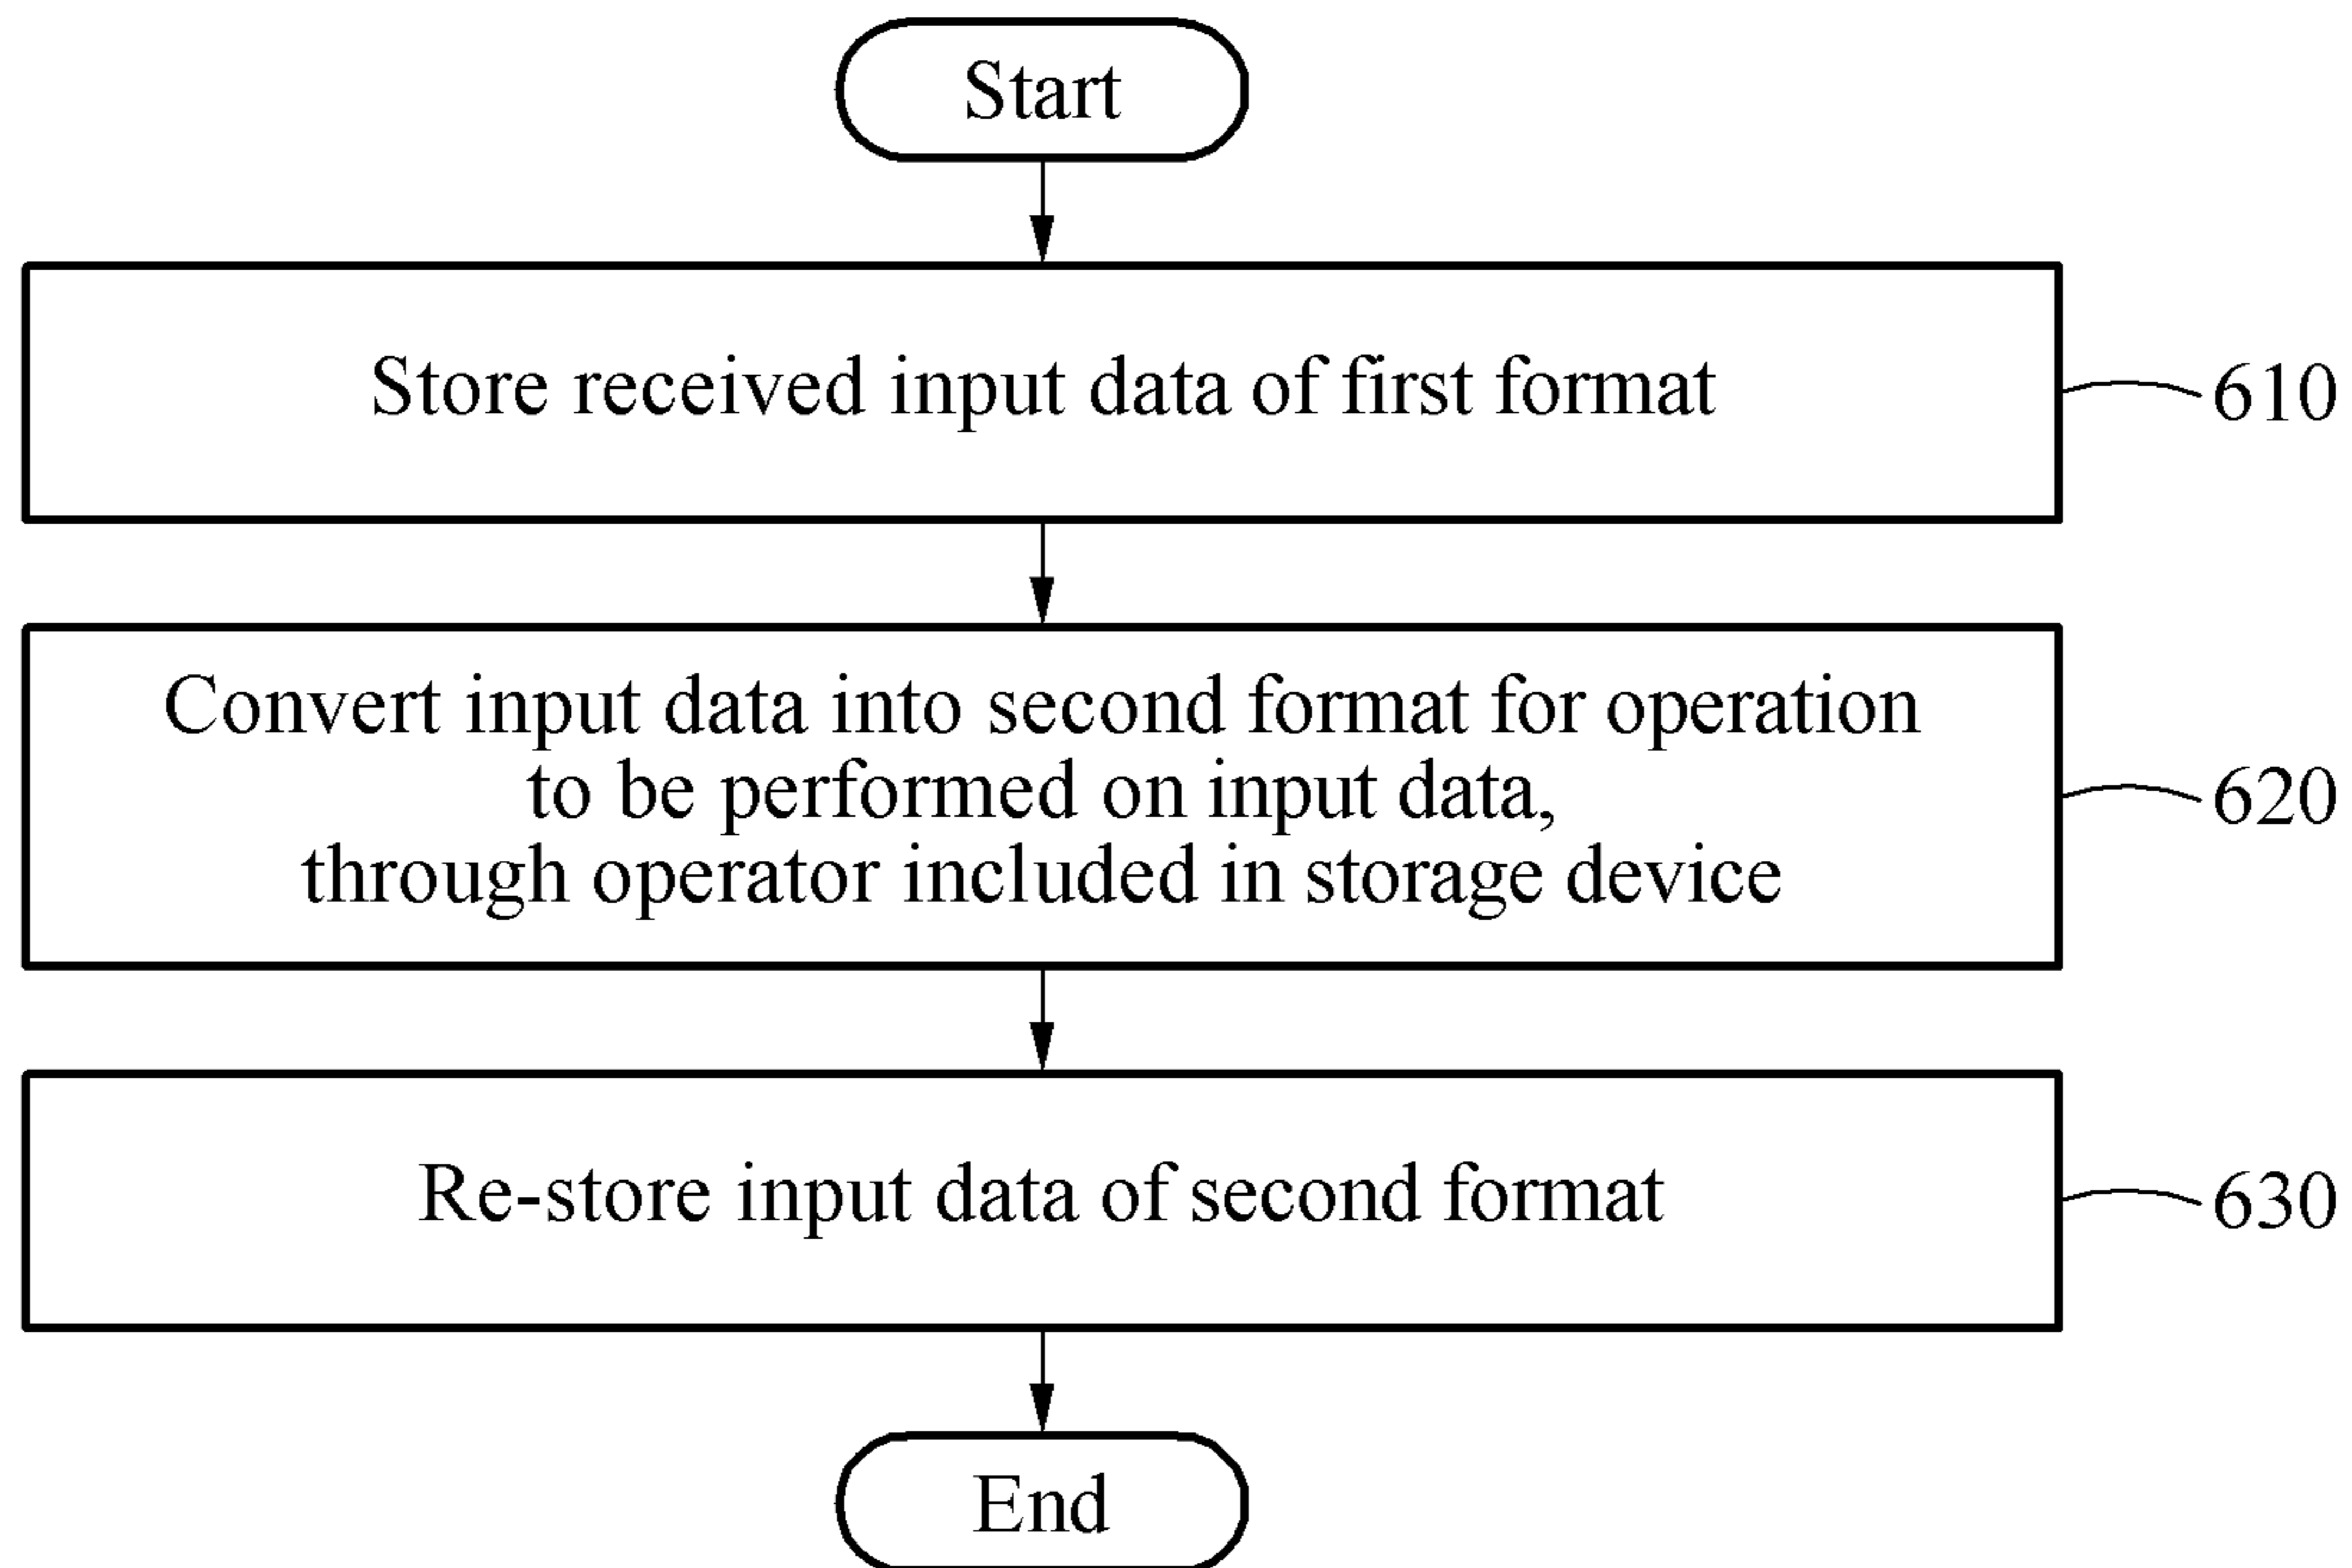 Start
Store received input data of first format
610
Convert input data into second format for operation
to be performed on input data,
through operator included in storage device
620
Re-store input data of second format
630
End